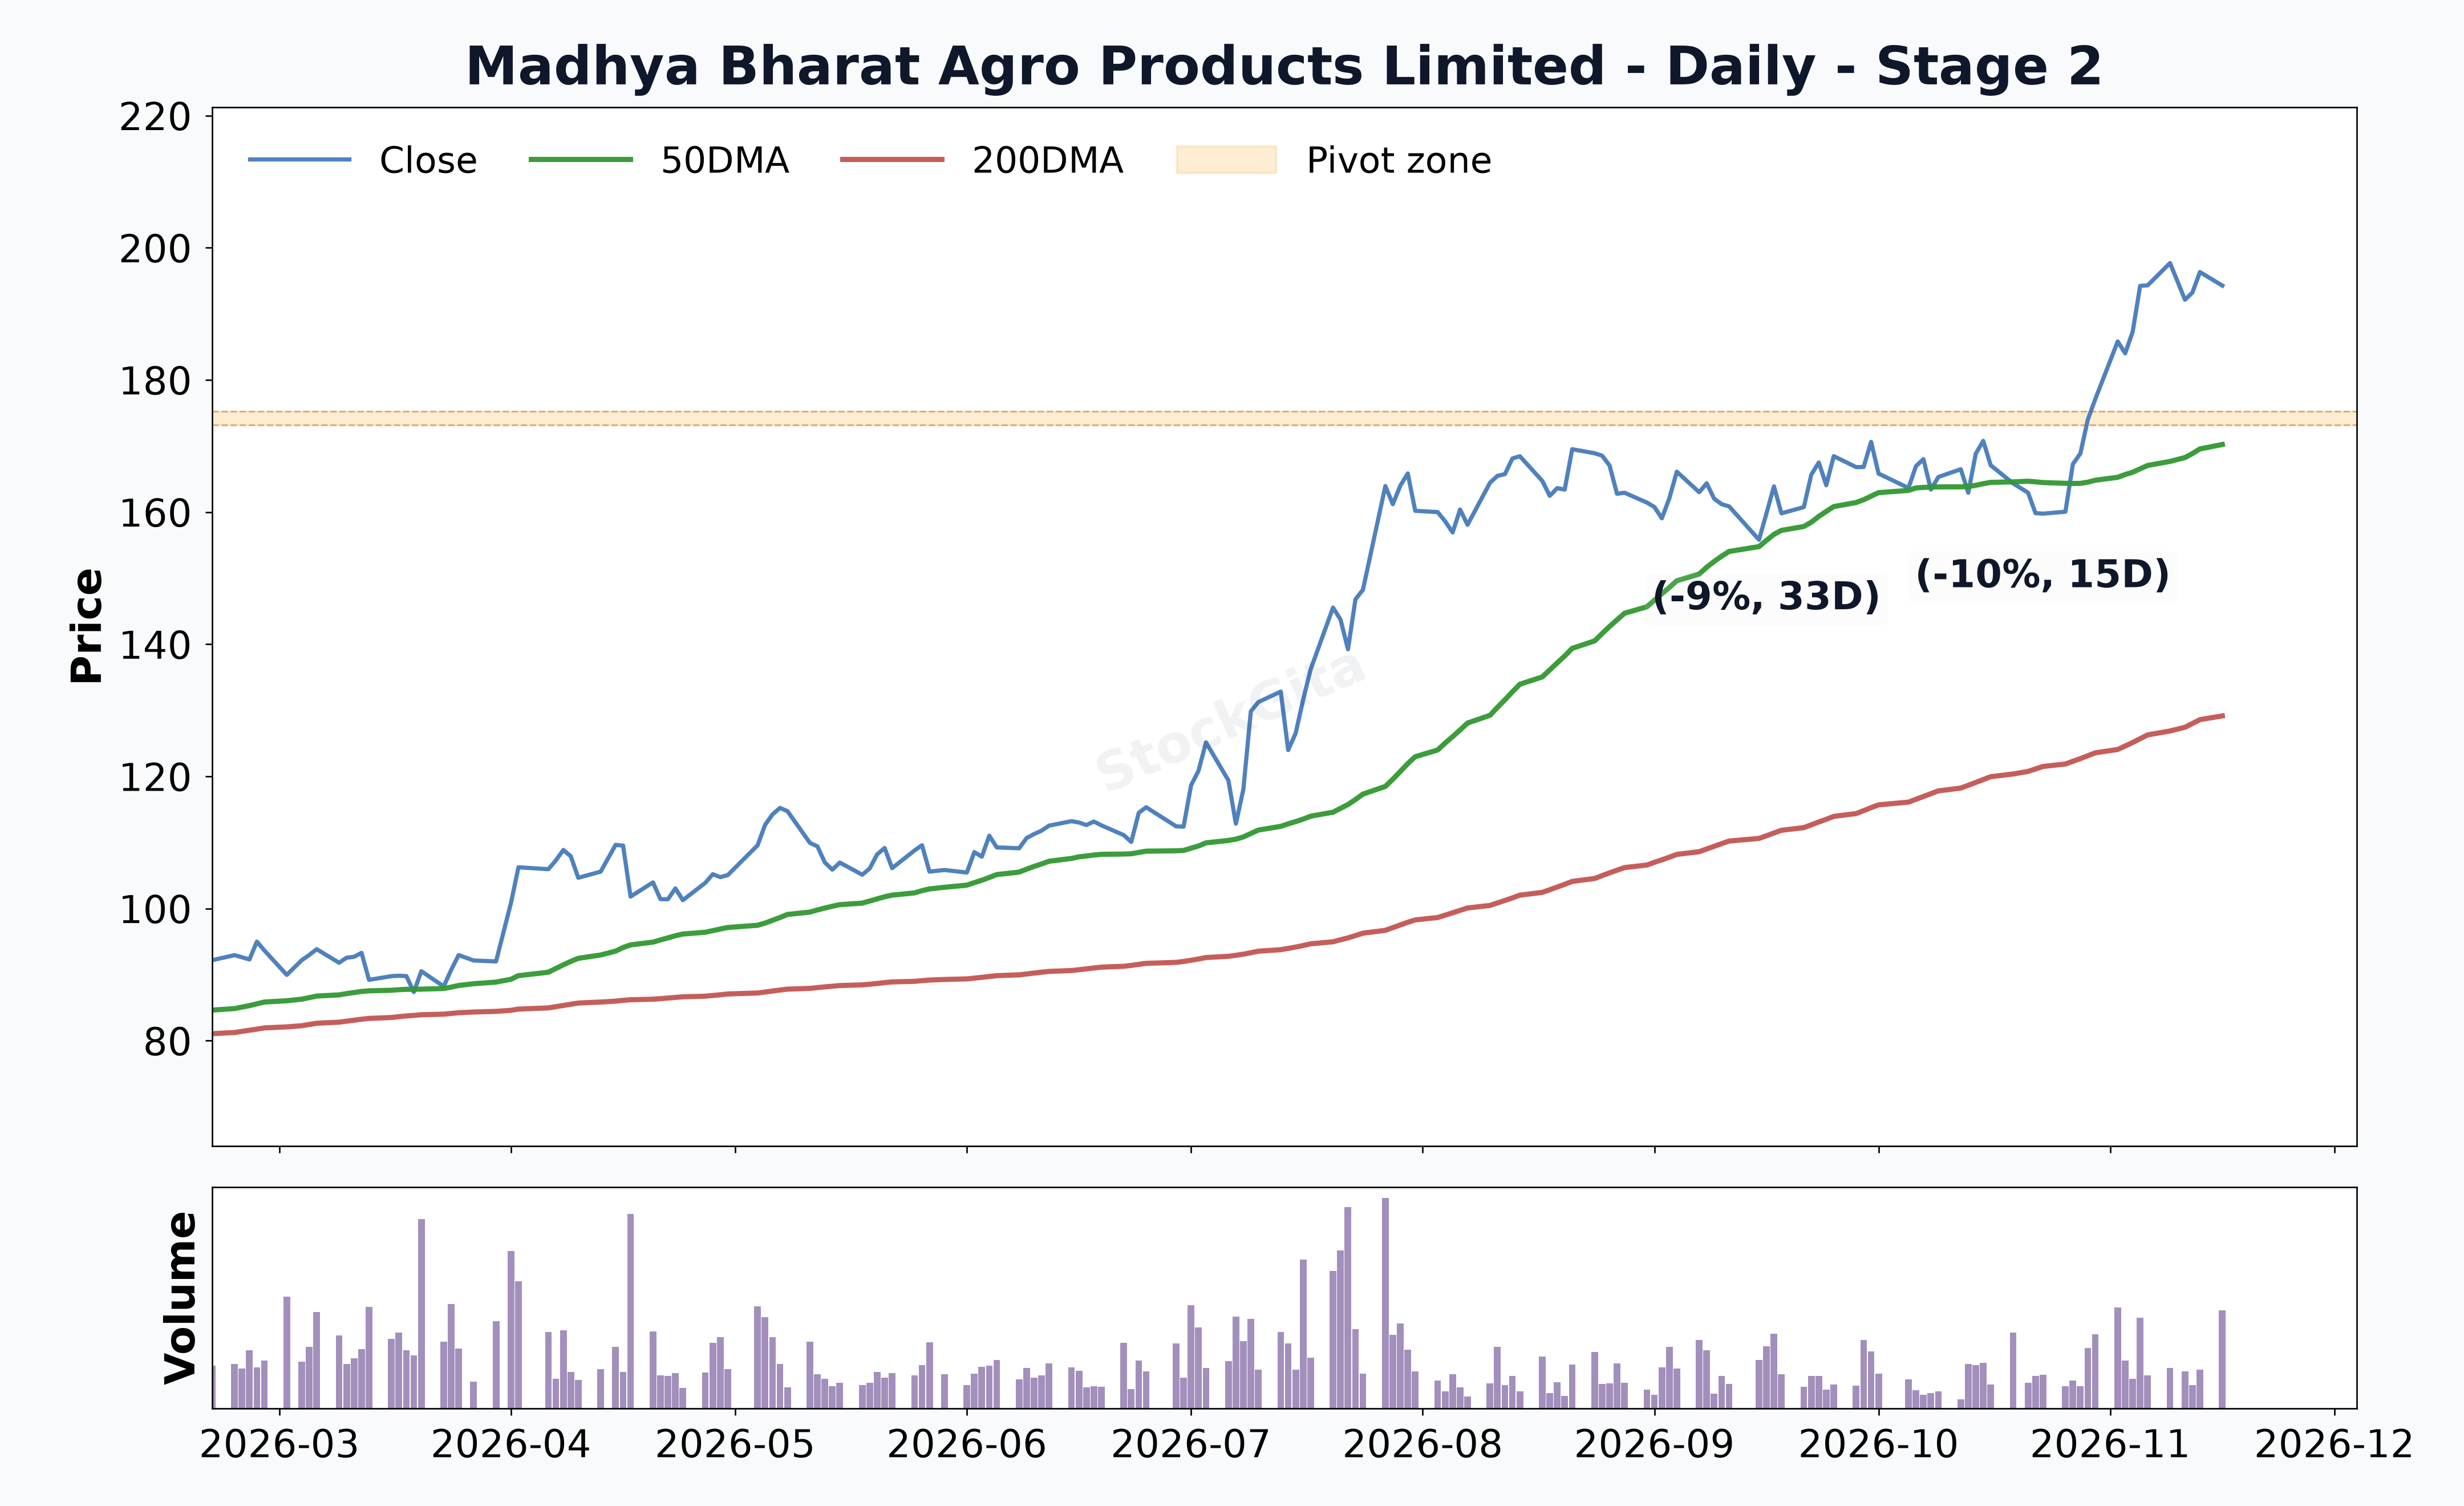 Madhya Bharat Agro Products Limited - Daily - Stage 2
Close 50DMA 200DMA Pivot zone
220
200
180
160
140
120
100
80
Price
(-9%, 33D)
(-10%, 15D)
StockGita
Volume
2026-03 2026-04 2026-05 2026-06 2026-07 2026-08 2026-09 2026-10 2026-11 2026-12